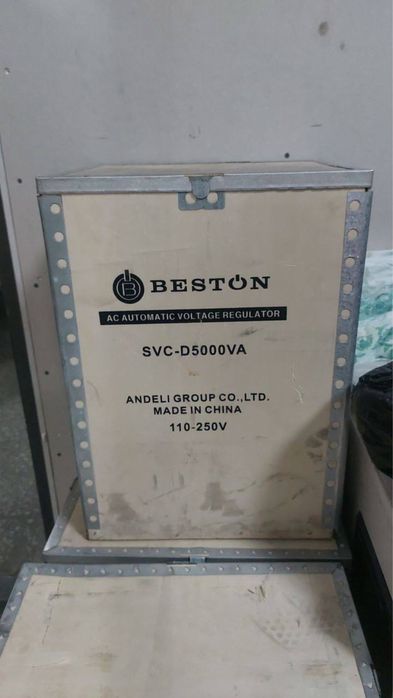 B BESTON
AC AUTOMATIC VOLTAGE REGULATOR
SVC-D5000VA
ANDELI GROUP CO.,LTD.
MADE IN CHINA
110-250V